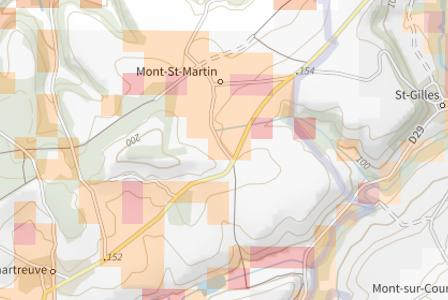 Mont-St-Martin
154
St-Gilles
D29
200
100
152
artreuve
Mont-sur-Cour